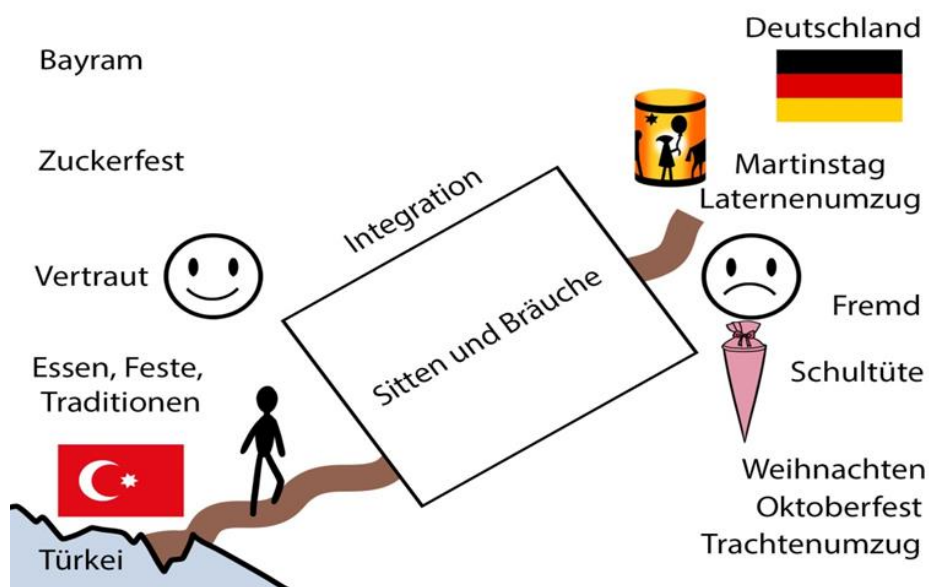 Bayram
Zuckerfest
Vertraut
Essen, Feste,
Traditionen
Türkei
Integration
Sitten und Bräuche
Deutschland
Martinstag
Laternenumzug
Fremd
Schultüte
Weihnachten
Oktoberfest
Trachtenumzug